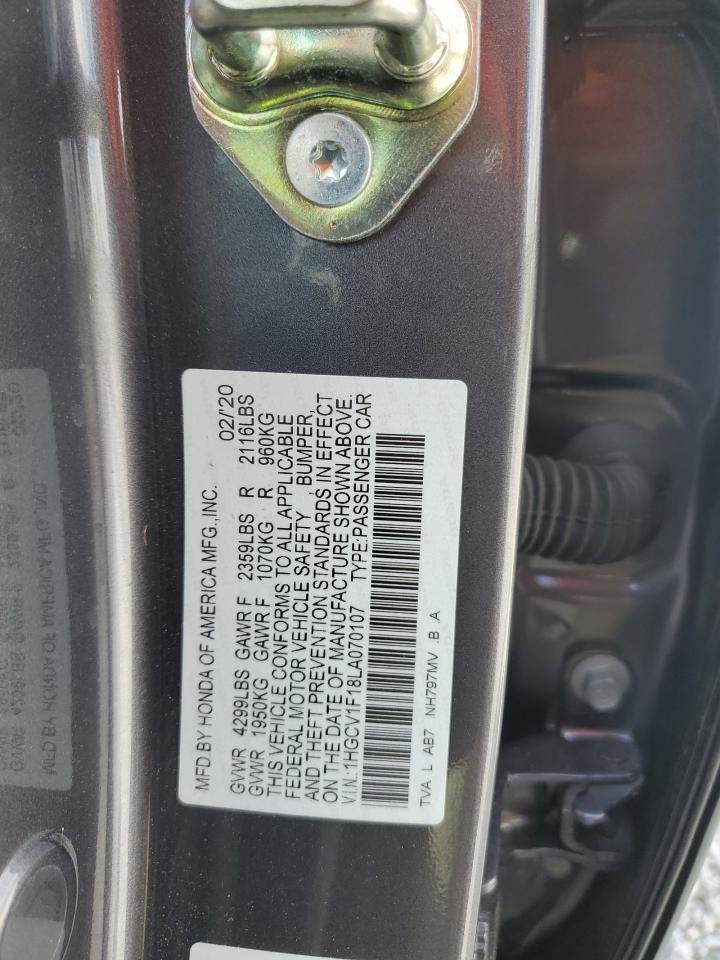 MFD.BY HONDA OF AMERICA MFG.,INC. 02/'20
GVWR 4299LBS GAWR F 2359LBS R 2116LBS
GVWR 1950KG GAWR F 1070KG R 960KG
THIS VEHICLE CONFORMS TO ALL APPLICABLE
FEDERAL MOTOR VEHICLE SAFETY, BUMPER,
AND THEFT PREVENTION STANDARDS IN EFFECT
ON THE DATE OF MANUFACTURE SHOWN ABOVE.
V.I.N.:1HGCV1F18LA070107 TYPE:PASSENGER CAR
TVA L AB7 NH797MV .B .A